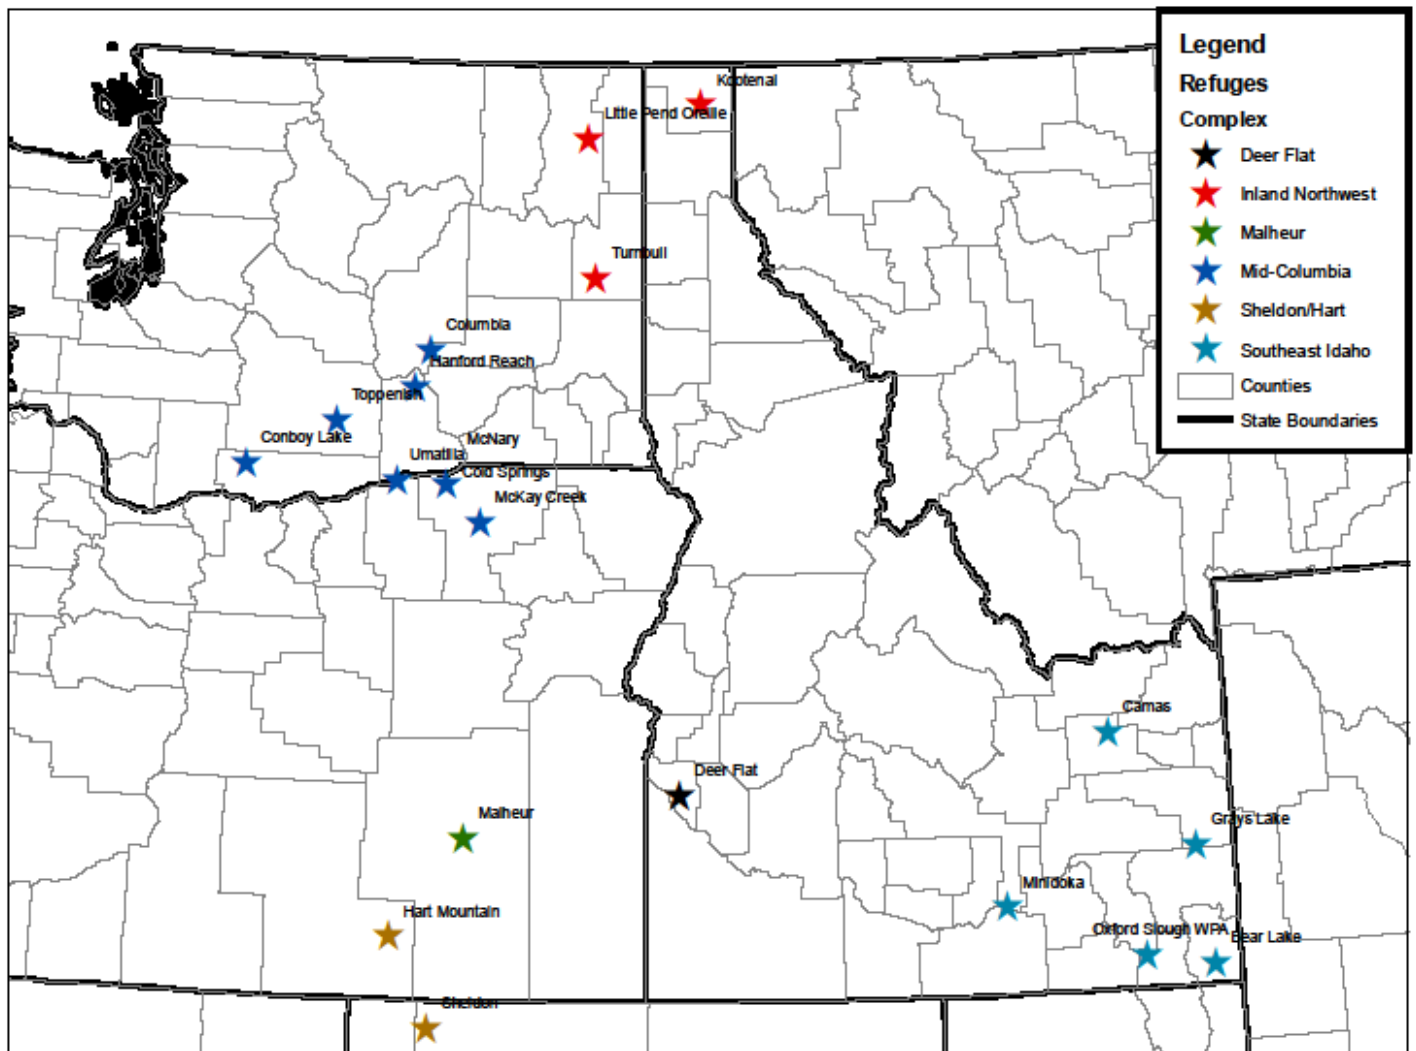 Legend
Refuges
Complex
Deer Flat
Inland Northwest
Malheur
Mid-Columbia
Sheldon/Hart
Southeast Idaho
Counties
State Boundaries
Kootenai
Little Pend Oreille
Turnbull
Columbia
Hanford Reach
Toppenish
Conboy Lake
McNary
Umatilla
Cold Springs
McKay Creek
Camas
Deer Flat
Malheur
Grays Lake
Minidoka
Hart Mountain
Oxford Slough WPA
Bear Lake
Sheldon